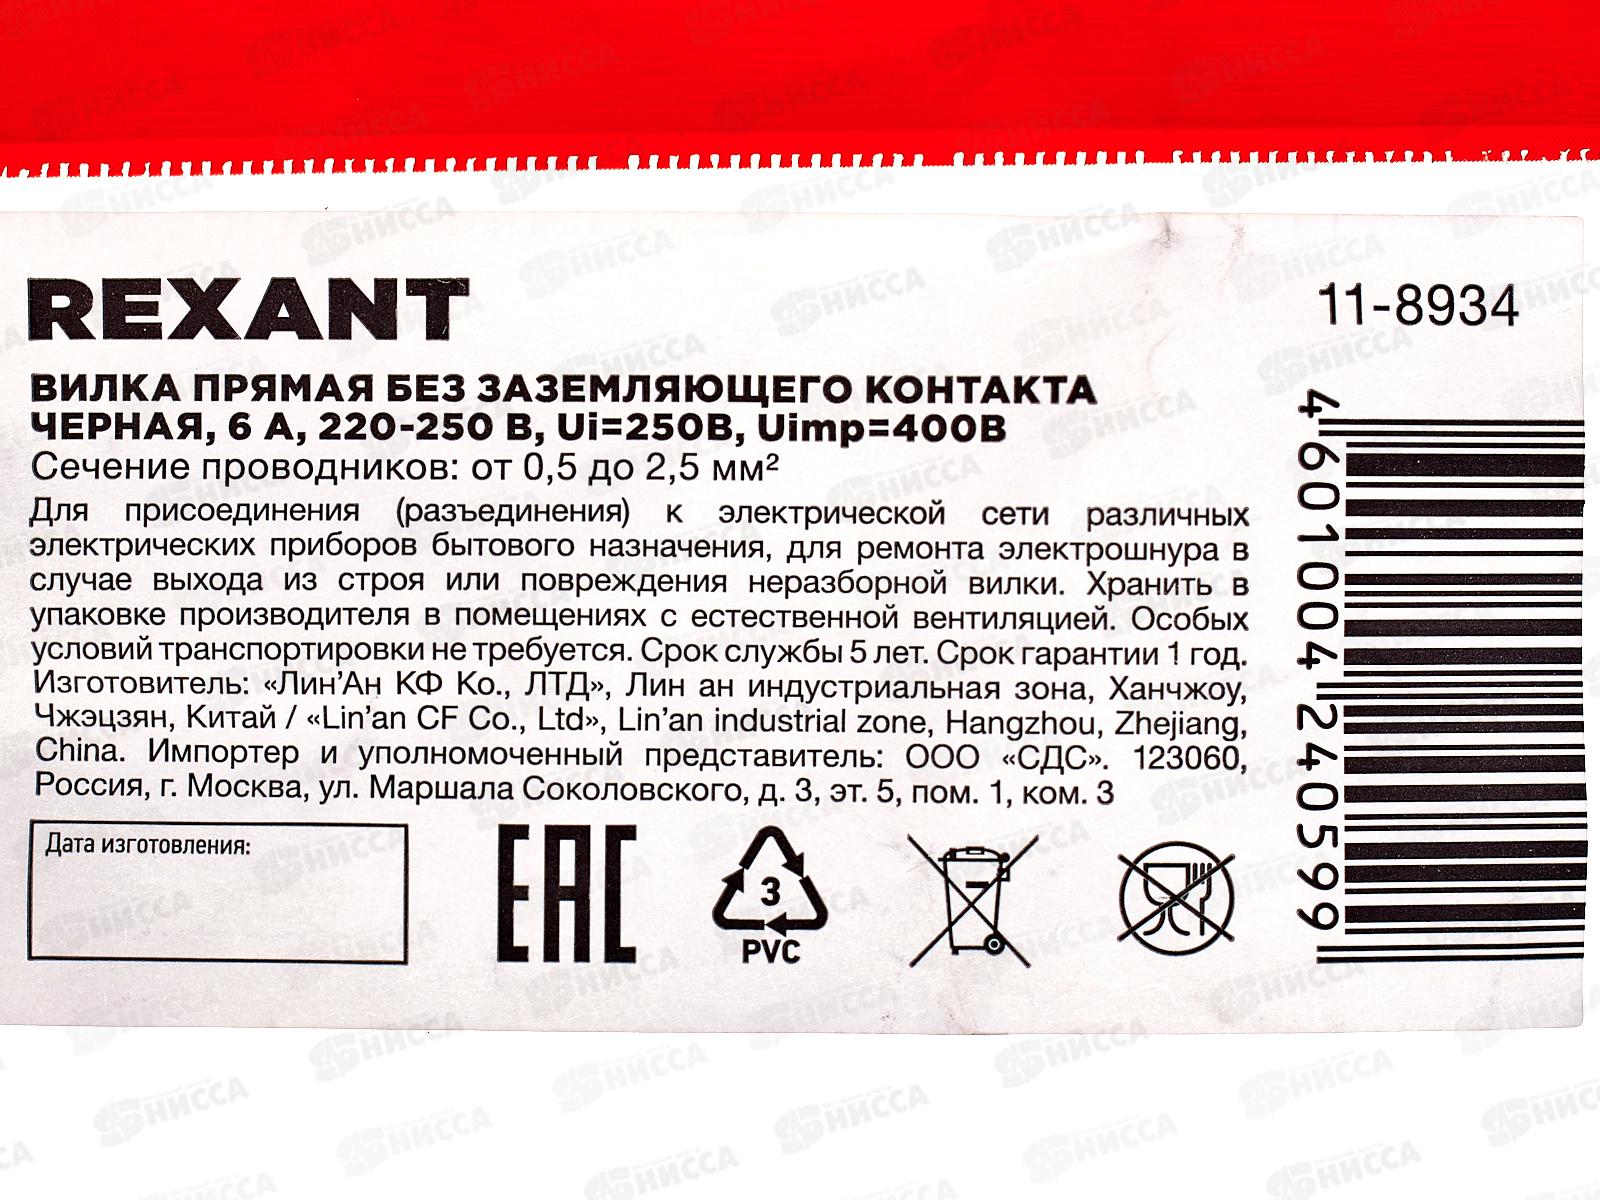 REXANT
11-8934
ВИЛКА ПРЯМАЯ БЕЗ ЗАЗЕМЛЯЮЩЕГО КОНТАКТА
ЧЕРНАЯ, 6 А, 220-250 В, Ui=250В, Uimp=400В
Сечение проводников: от 0,5 до 2,5 мм²
Для присоединения (разъединения) к электрической сети различных
электрических приборов бытового назначения, для ремонта электрошнура в
случае выхода из строя или повреждения неразборной вилки. Хранить в
упаковке производителя в помещениях с естественной вентиляцией. Особых
условий транспортировки не требуется. Срок службы 5 лет. Срок гарантии 1 год.
Изготовитель: «Лин’Ан КФ Ко., ЛТД», Лин ан индустриальная зона, Ханчжоу,
Чжэцзян, Китай / «Lin’an CF Co., Ltd», Lin’an industrial zone, Hangzhou, Zhejiang,
China. Импортер и уполномоченный представитель: ООО «СДС». 123060,
Россия, г. Москва, ул. Маршала Соколовского, д. 3, эт. 5, пом. 1, ком. 3
Дата изготовления:
EAC
3
PVC
4 601004 240599
НИССА